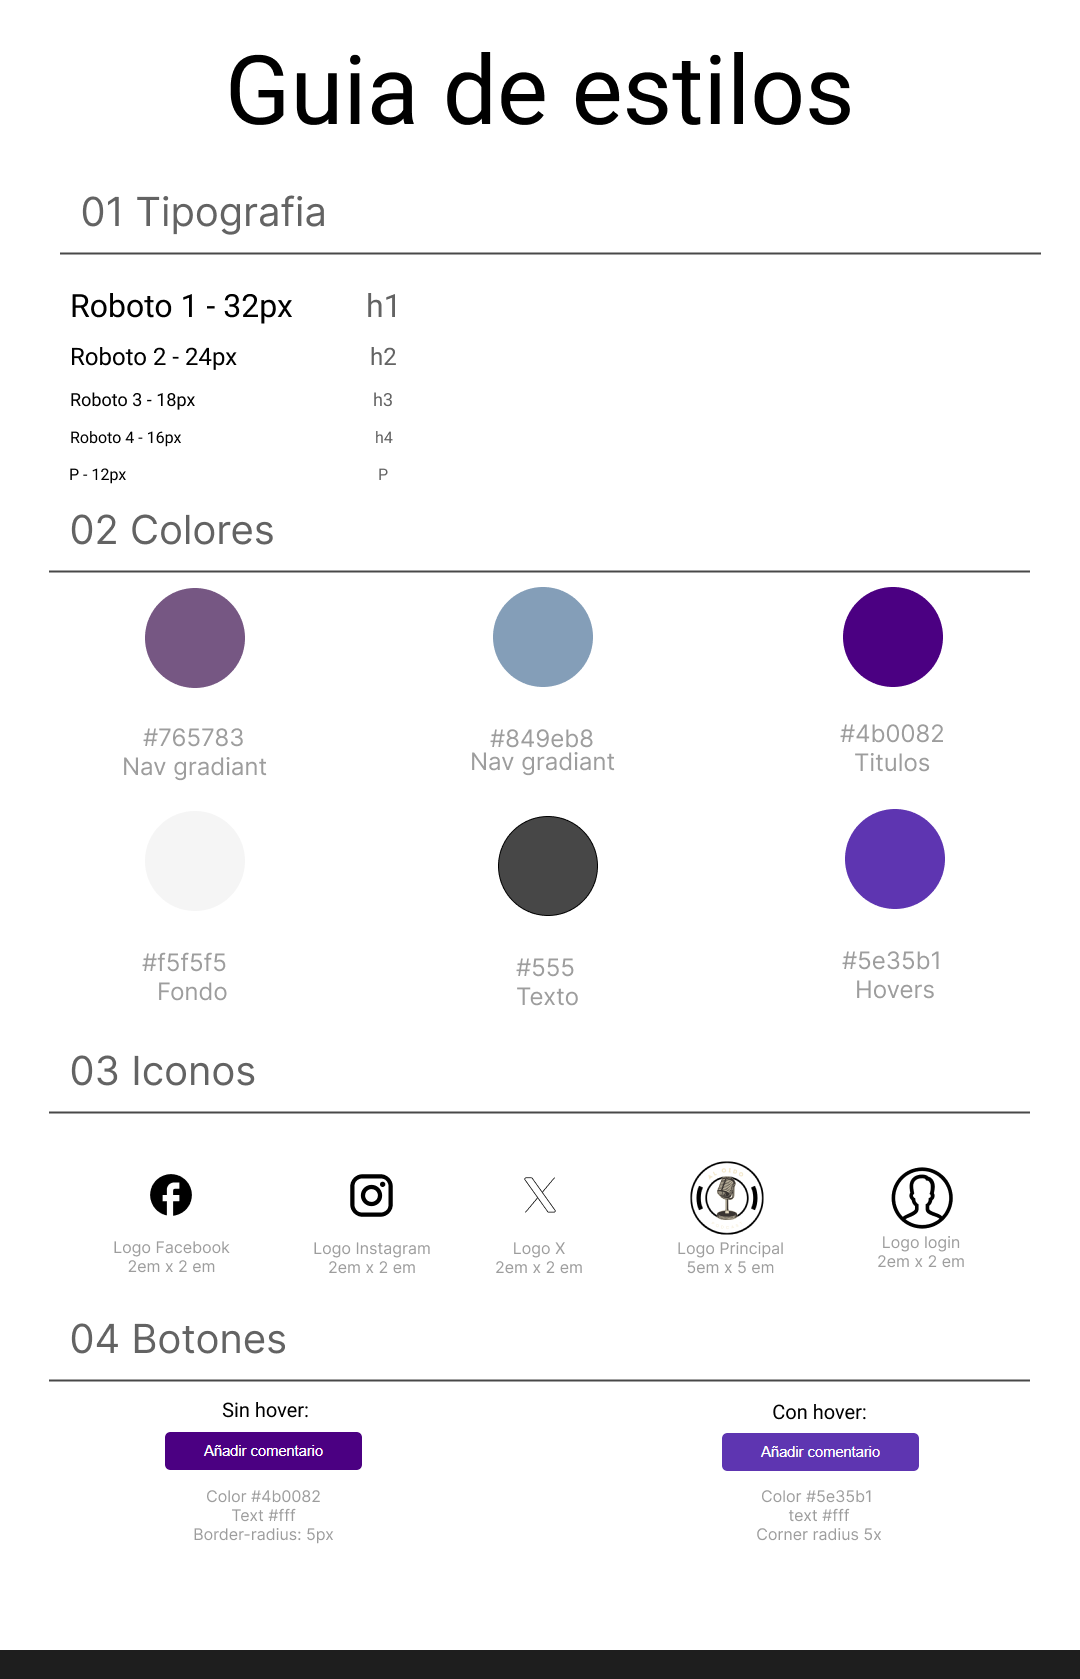 Guia de estilos
01 Tipografia
Roboto 1 - 32px h1
Roboto 2 - 24px h2
Roboto 3 - 18px h3
Roboto 4 - 16px h4
P - 12px P
02 Colores
#765783
Nav gradiant
#849eb8
Nav gradiant
#4b0082
Titulos
#f5f5f5
Fondo
#555
Texto
#5e35b1
Hovers
03 Iconos
Logo Facebook
2em x 2 em
Logo Instagram
2em x 2 em
Logo X
2em x 2 em
Logo Principal
5em x 5 em
Logo login
2em x 2 em
04 Botones
Sin hover:
Añadir comentario
Color #4b0082
Text #fff
Border-radius: 5px
Con hover:
Añadir comentario
Color #5e35b1
text #fff
Corner radius 5x